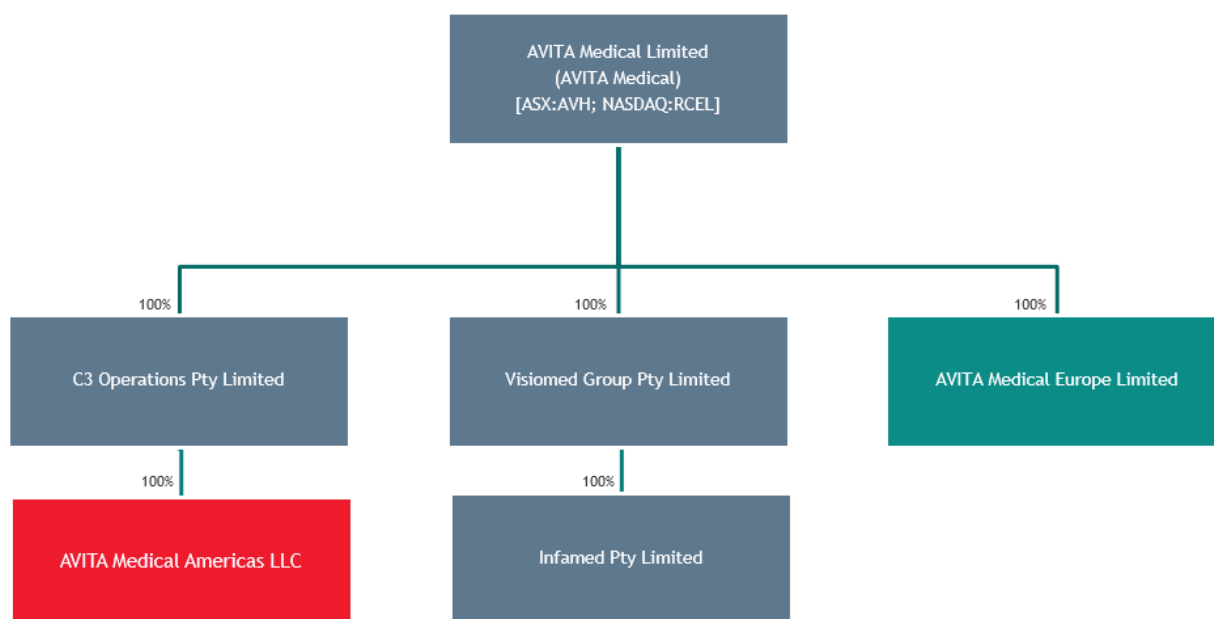 AVITA Medical Limited
(AVITA Medical)
[ASX:AVH; NASDAQ:RCEL]
100%
100%
100%
C3 Operations Pty Limited
Visiomed Group Pty Limited
AVITA Medical Europe Limited
100%
100%
AVITA Medical Americas LLC
Infamed Pty Limited